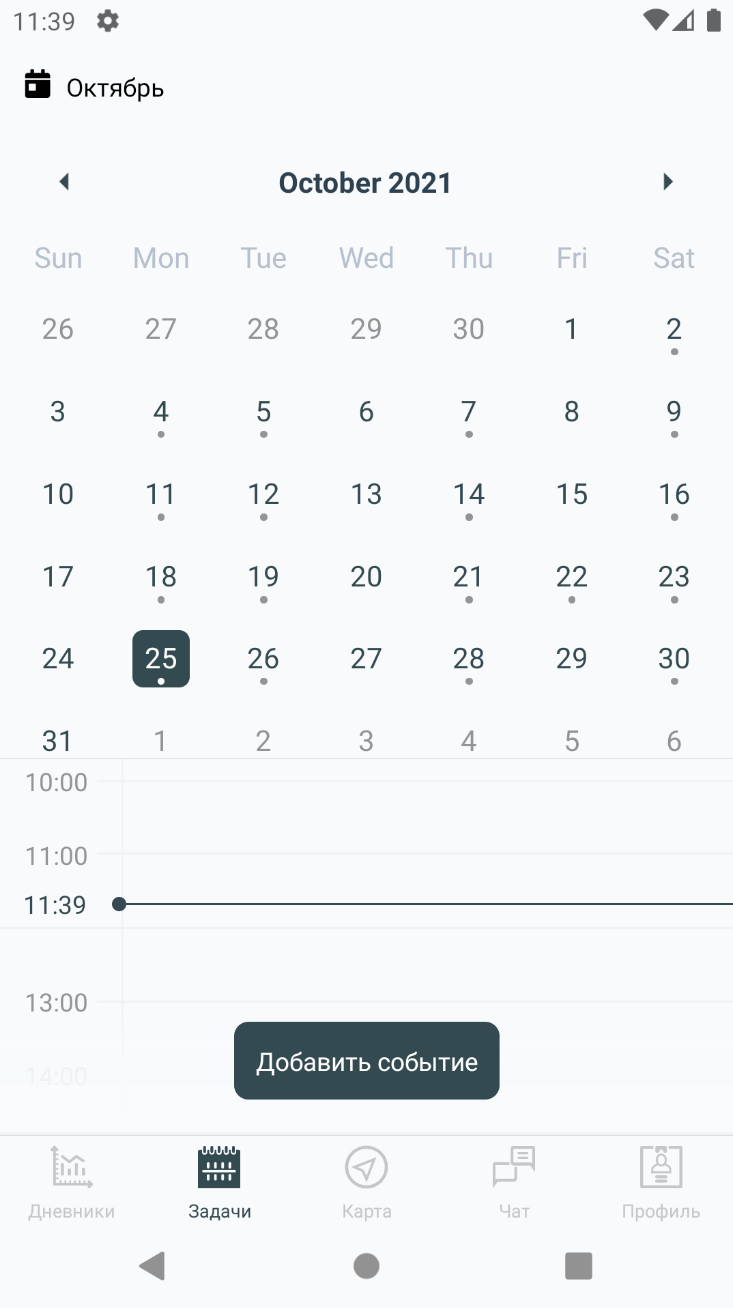 11:39
Октябрь
October 2021
Sun Mon Tue Wed Thu Fri Sat
26 27 28 29 30 1 2
3 4 5 6 7 8 9
10 11 12 13 14 15 16
17 18 19 20 21 22 23
24 25 26 27 28 29 30
31 1 2 3 4 5 6
10:00
11:00
11:39
13:00
Добавить событие
14:00
Дневники Задачи Карта Чат Профиль